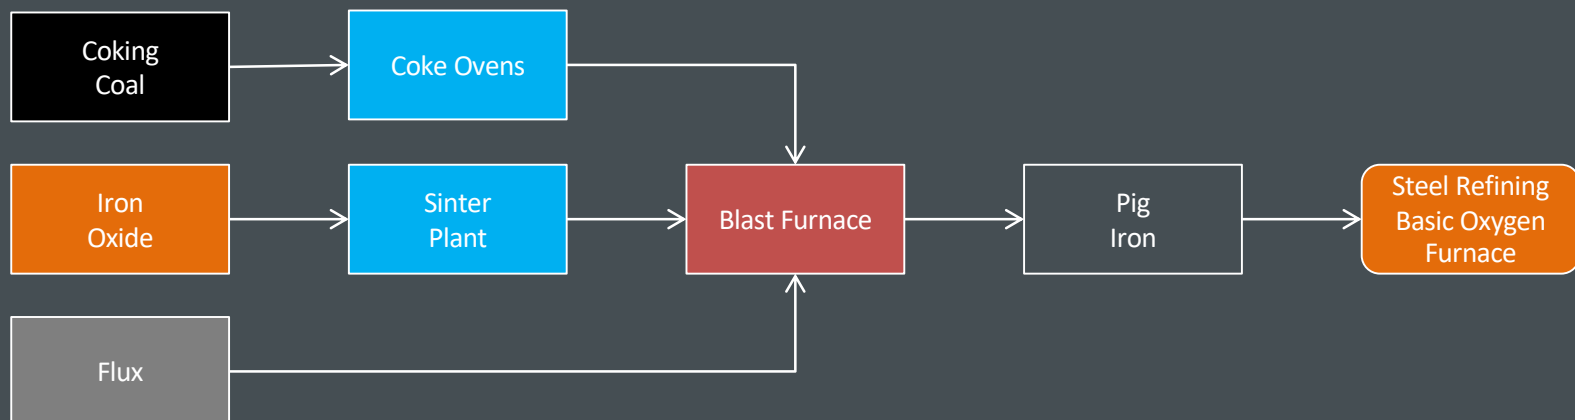 Coking
Coal
Coke Ovens
Iron
Oxide
Sinter
Plant
Blast Furnace
Pig
Iron
Steel Refining
Basic Oxygen
Furnace
Flux